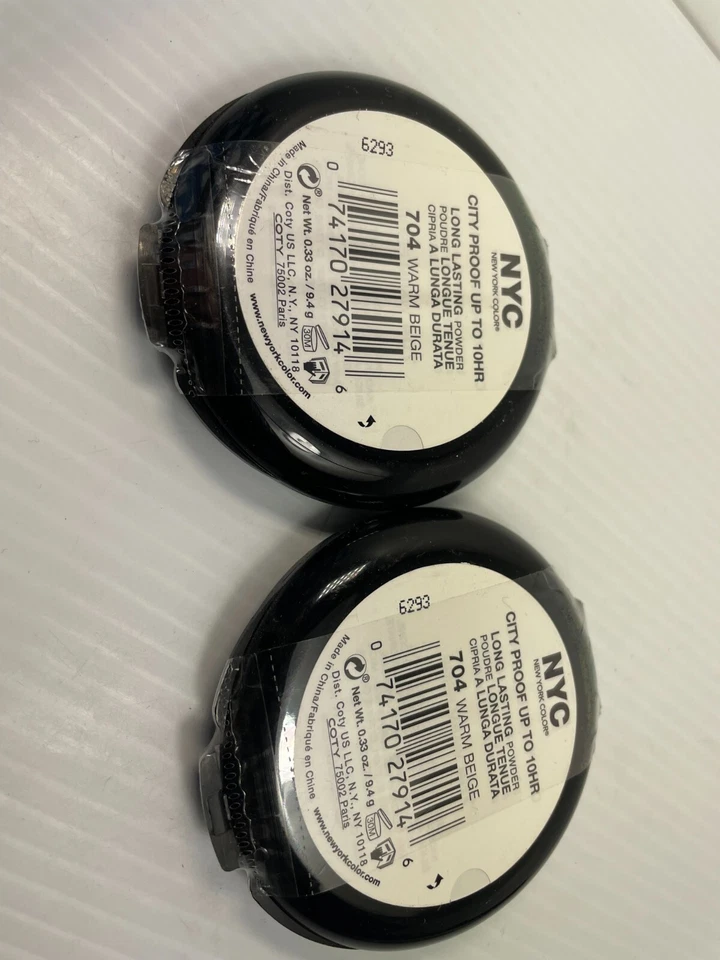 NYC
NEW YORK COLOR®
CITY PROOF UP TO 10HR
LONG LASTING POWDER
POUDRE LONGUE TENUE
CIPRIA A LUNGA DURATA
704 WARM BEIGE
6293
0 74170 27914 6
Net Wt. 0.33 oz. / 9.4 g 30M
Dist. Coty US LLC, N.Y., NY 10118
COTY 75002 Paris
Made in China/Fabriqué en Chine
www.newyorkcolor.com
NYC
NEW YORK COLOR®
CITY PROOF UP TO 10HR
LONG LASTING POWDER
POUDRE LONGUE TENUE
CIPRIA A LUNGA DURATA
704 WARM BEIGE
6293
0 74170 27914 6
Net Wt. 0.33 oz. / 9.4 g 30M
Dist. Coty US LLC, N.Y., NY 10118
COTY 75002 Paris
Made in China/Fabriqué en Chine
www.newyorkcolor.com